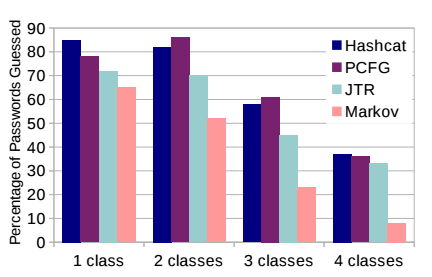 Percentage of Passwords Guessed
90
80
70
60
50
40
30
20
10
0
Hashcat
PCFG
JTR
Markov
1 class
2 classes
3 classes
4 classes